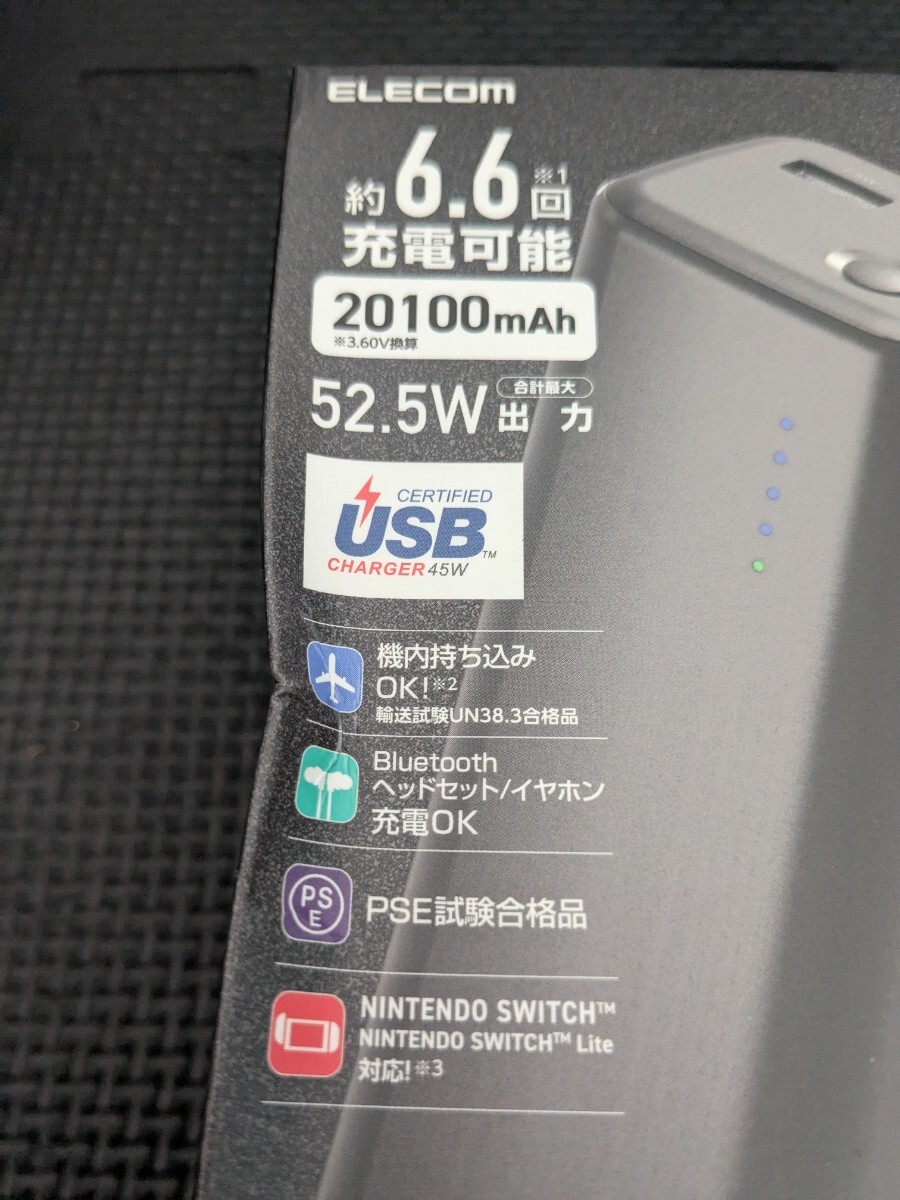 ELECOM
約6.6回※1
充電可能
20100mAh
※3.60V換算
52.5W 合計最大 出力
CERTIFIED
USB™
CHARGER 45W
機内持ち込み
OK!※2
輸送試験UN38.3合格品
Bluetooth
ヘッドセット/イヤホン
充電OK
PS
E
PSE試験合格品
NINTENDO SWITCH™
NINTENDO SWITCH™ Lite
対応!※3